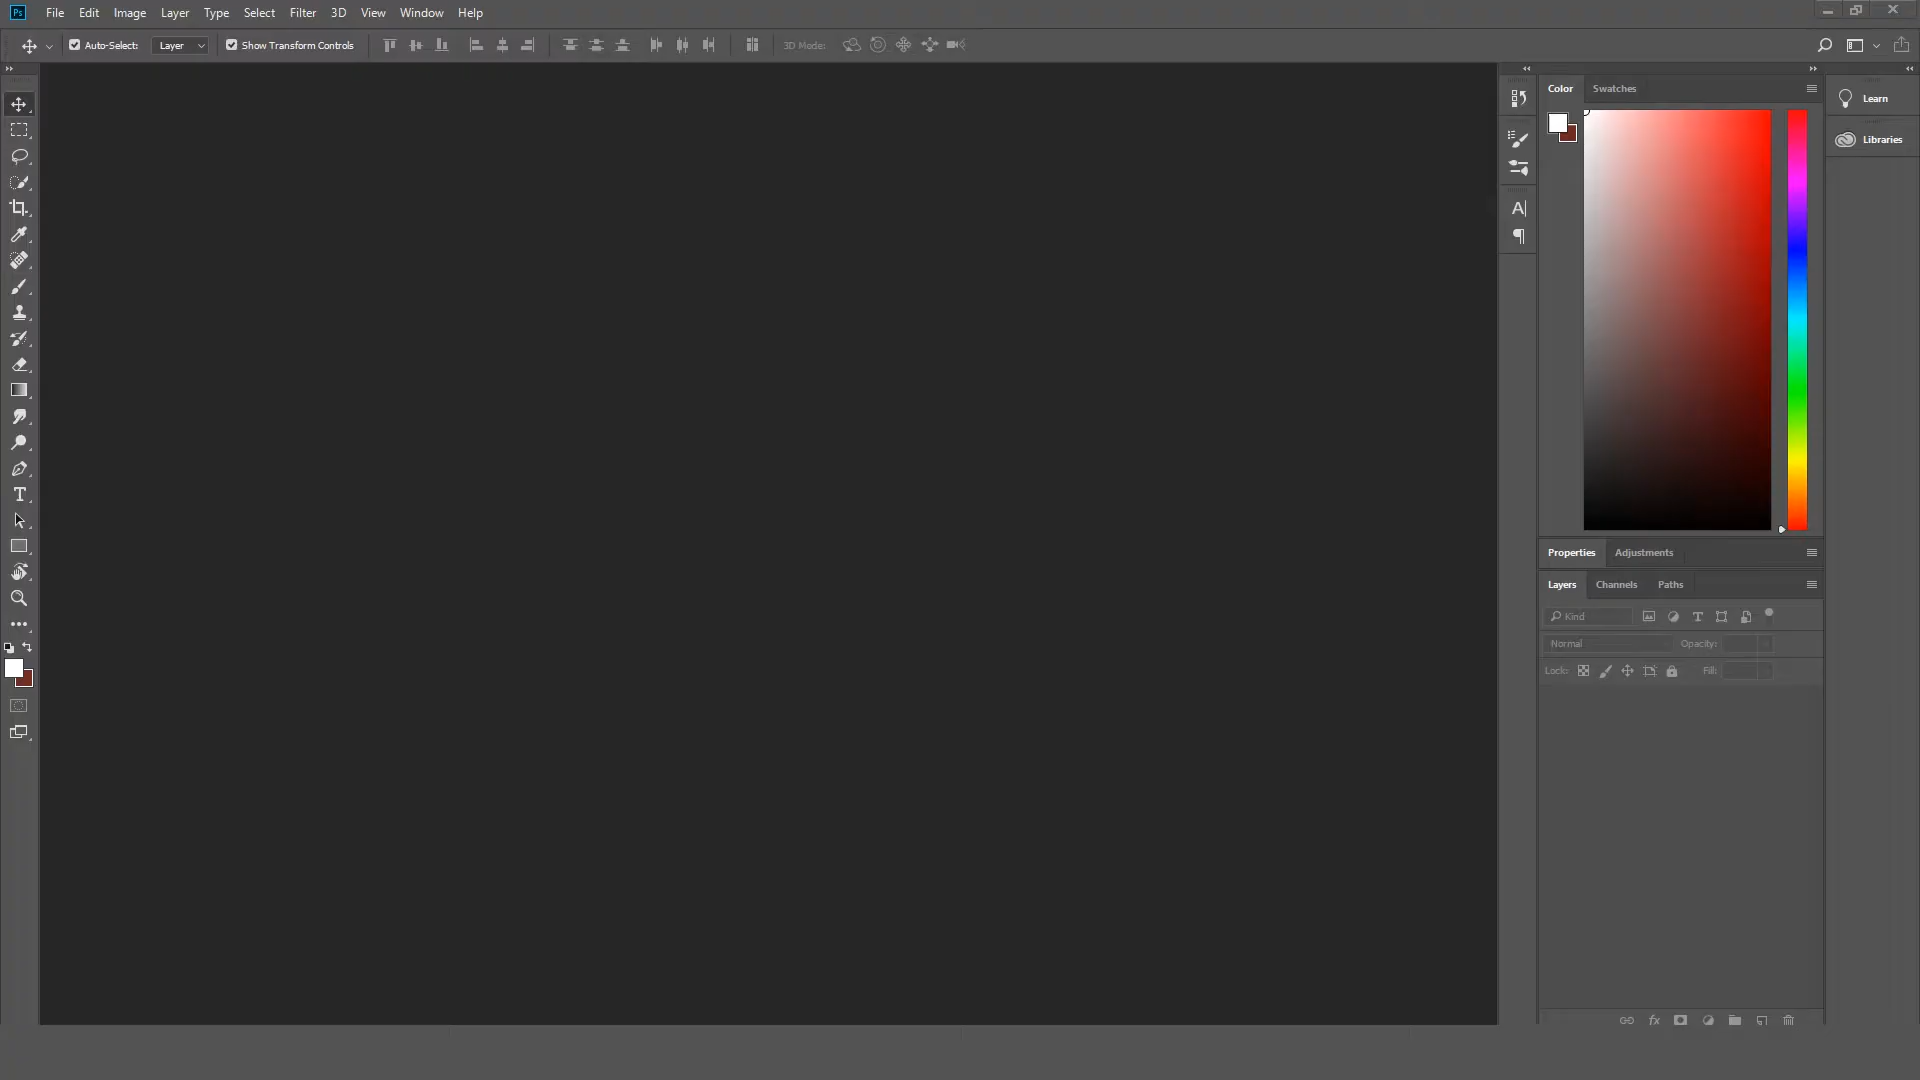 Ps File Edit Image Layer Type Select Filter 3D View Window Help
Auto-Select: Layer Show Transform Controls 3D Mode:
Color Swatches
Learn
Libraries
Properties Adjustments
Layers Channels Paths
Kind
Normal Opacity:
Lock: Fill:
fx